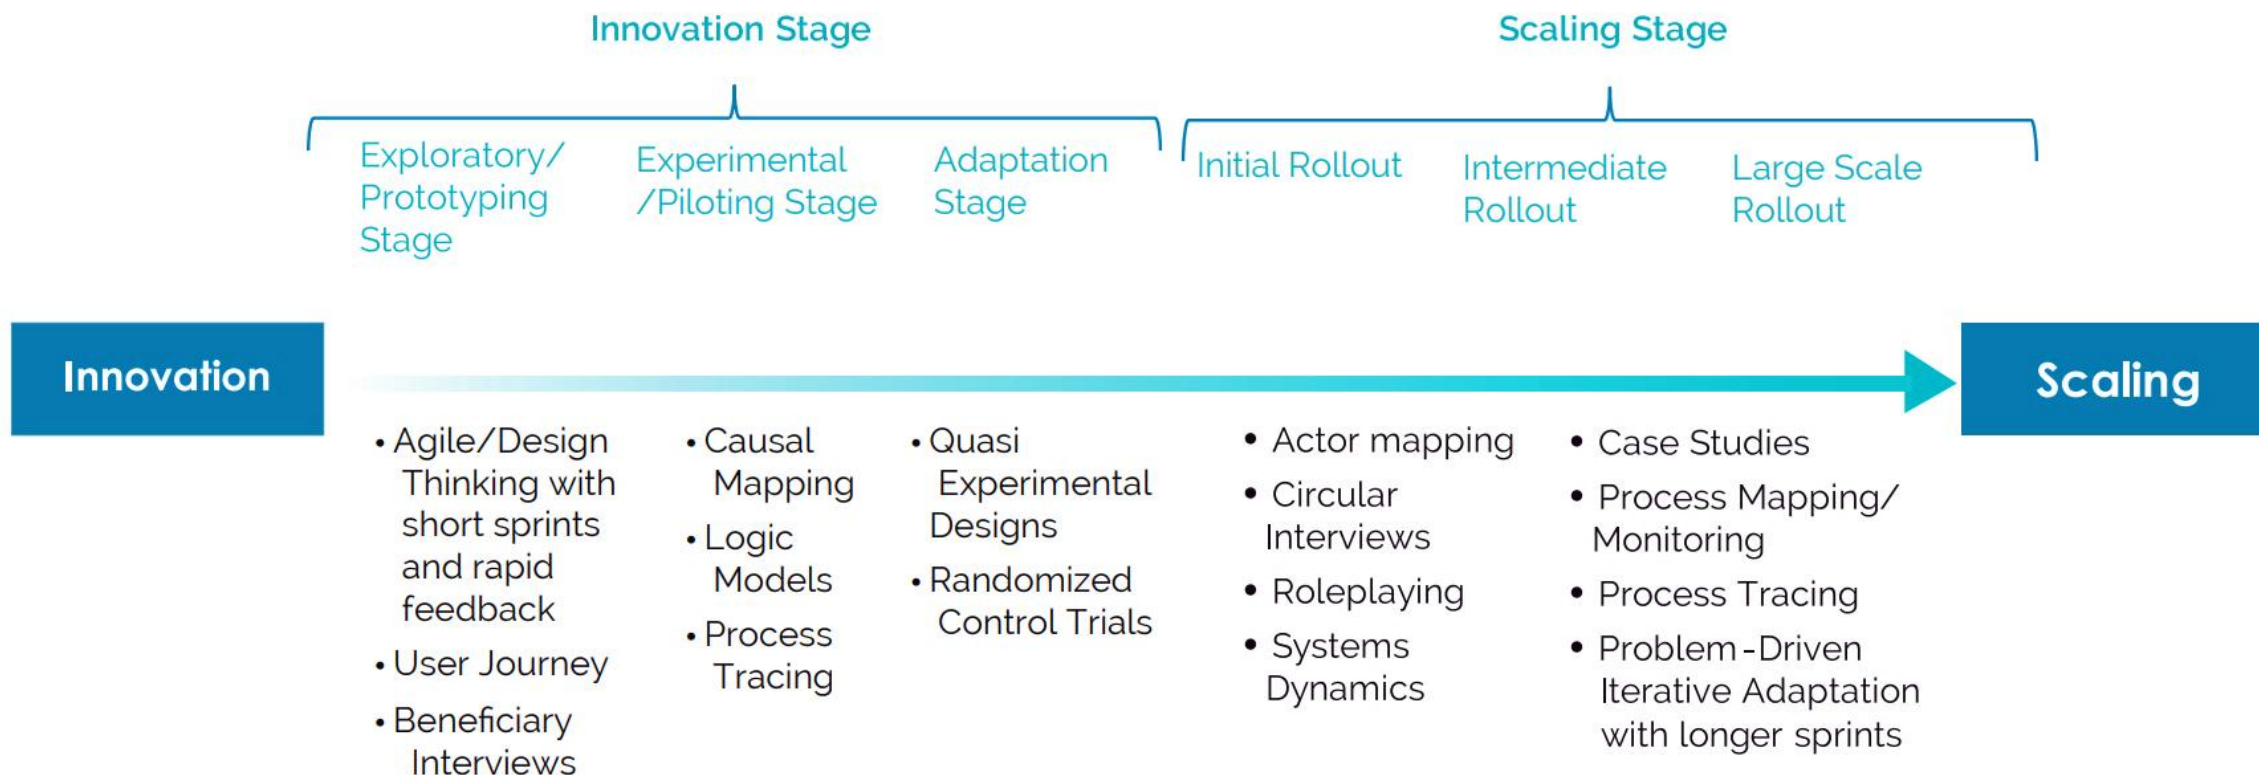 Innovation Stage
Scaling Stage
Exploratory/
Prototyping
Stage
Experimental
/Piloting Stage
Adaptation
Stage
Initial Rollout
Intermediate
Rollout
Large Scale
Rollout
Innovation
Scaling
• Agile/Design
Thinking with
short sprints
and rapid
feedback
• User Journey
• Beneficiary
Interviews
• Causal
Mapping
• Logic
Models
• Process
Tracing
• Quasi
Experimental
Designs
• Randomized
Control Trials
• Actor mapping
• Circular
Interviews
• Roleplaying
• Systems
Dynamics
• Case Studies
• Process Mapping/
Monitoring
• Process Tracing
• Problem-Driven
Iterative Adaptation
with longer sprints